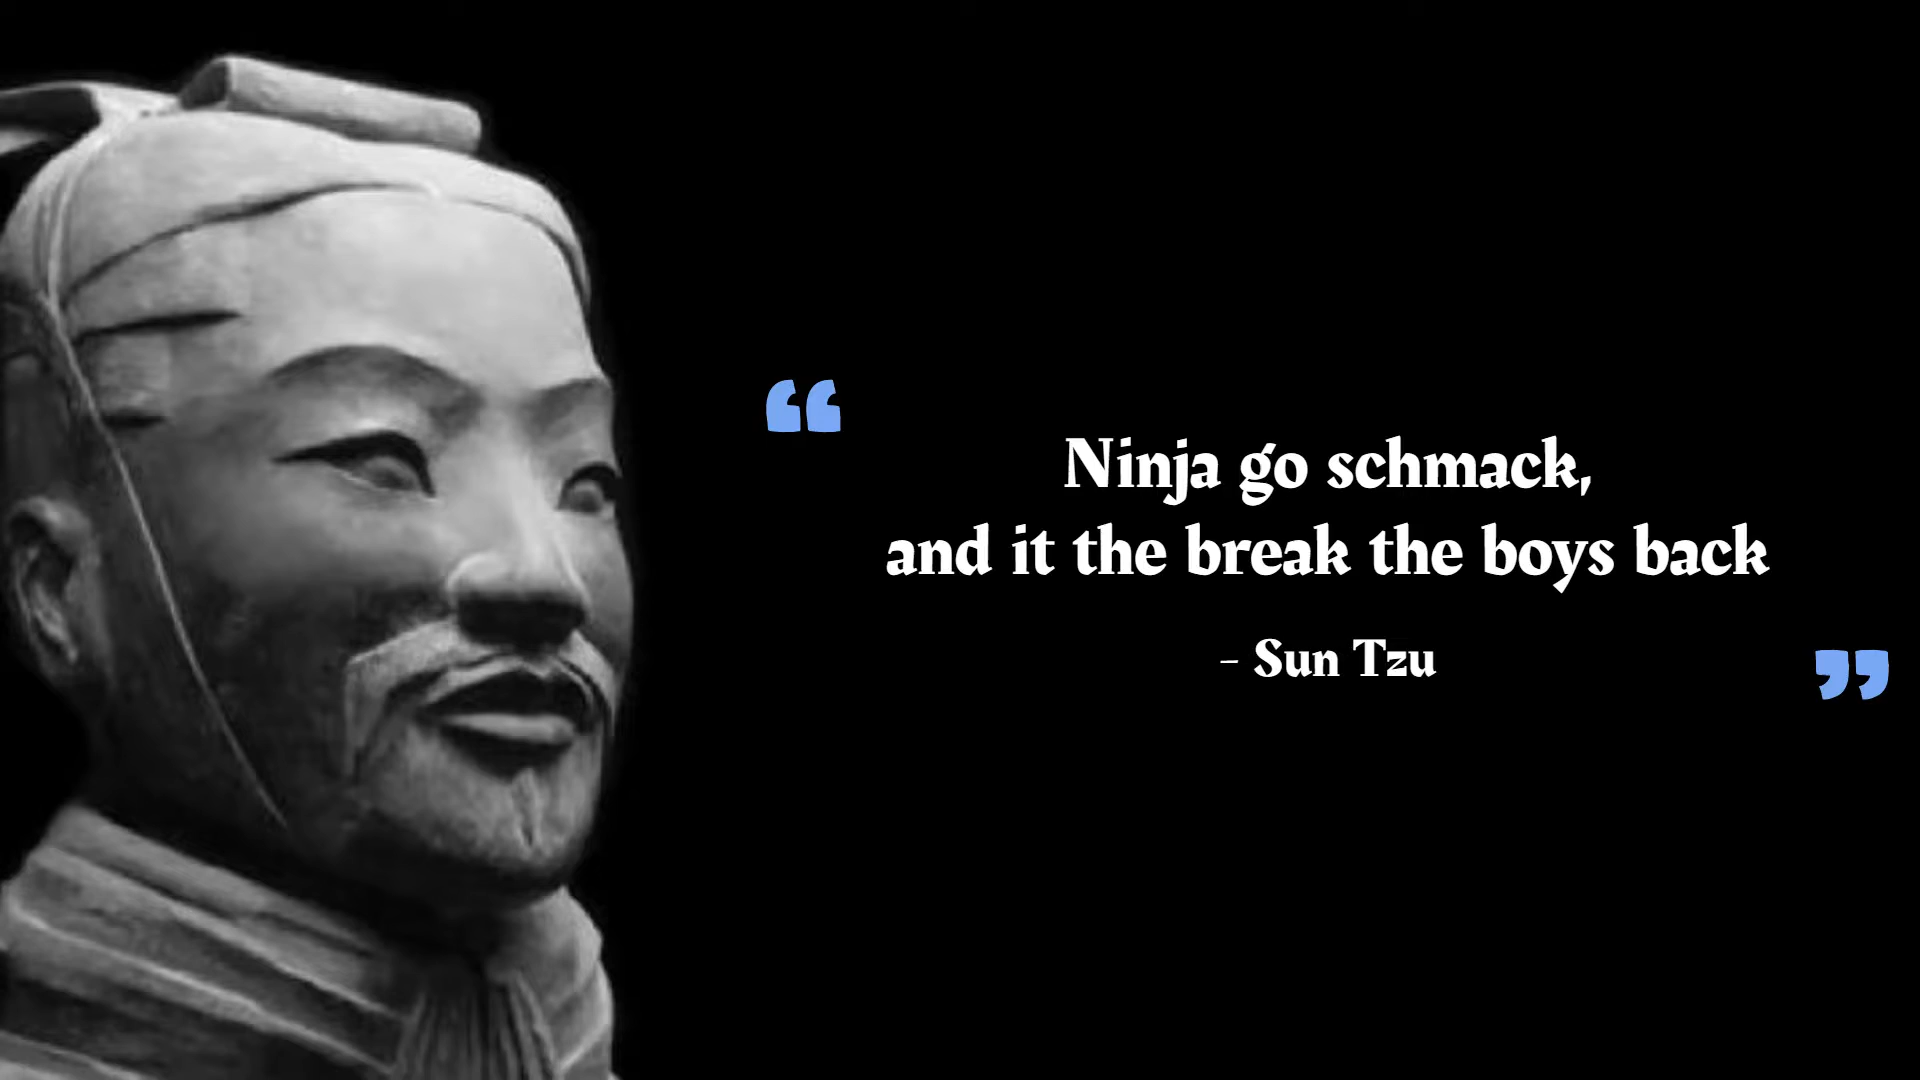 “
Ninja go schmack,
and it the break the boys back
- Sun Tzu
”